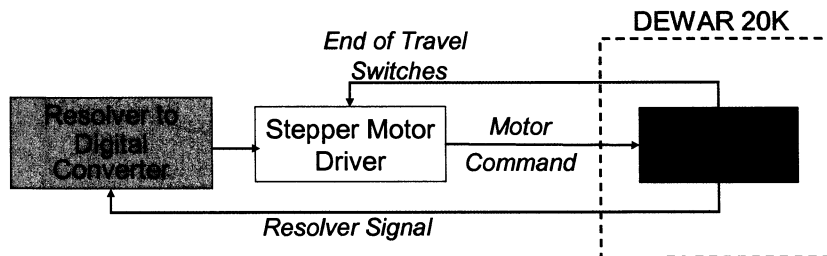 DEWAR 20K
End of Travel
Switches
Resolver to
Digital
Converter
Stepper Motor
Driver
Motor
Command
Resolver Signal